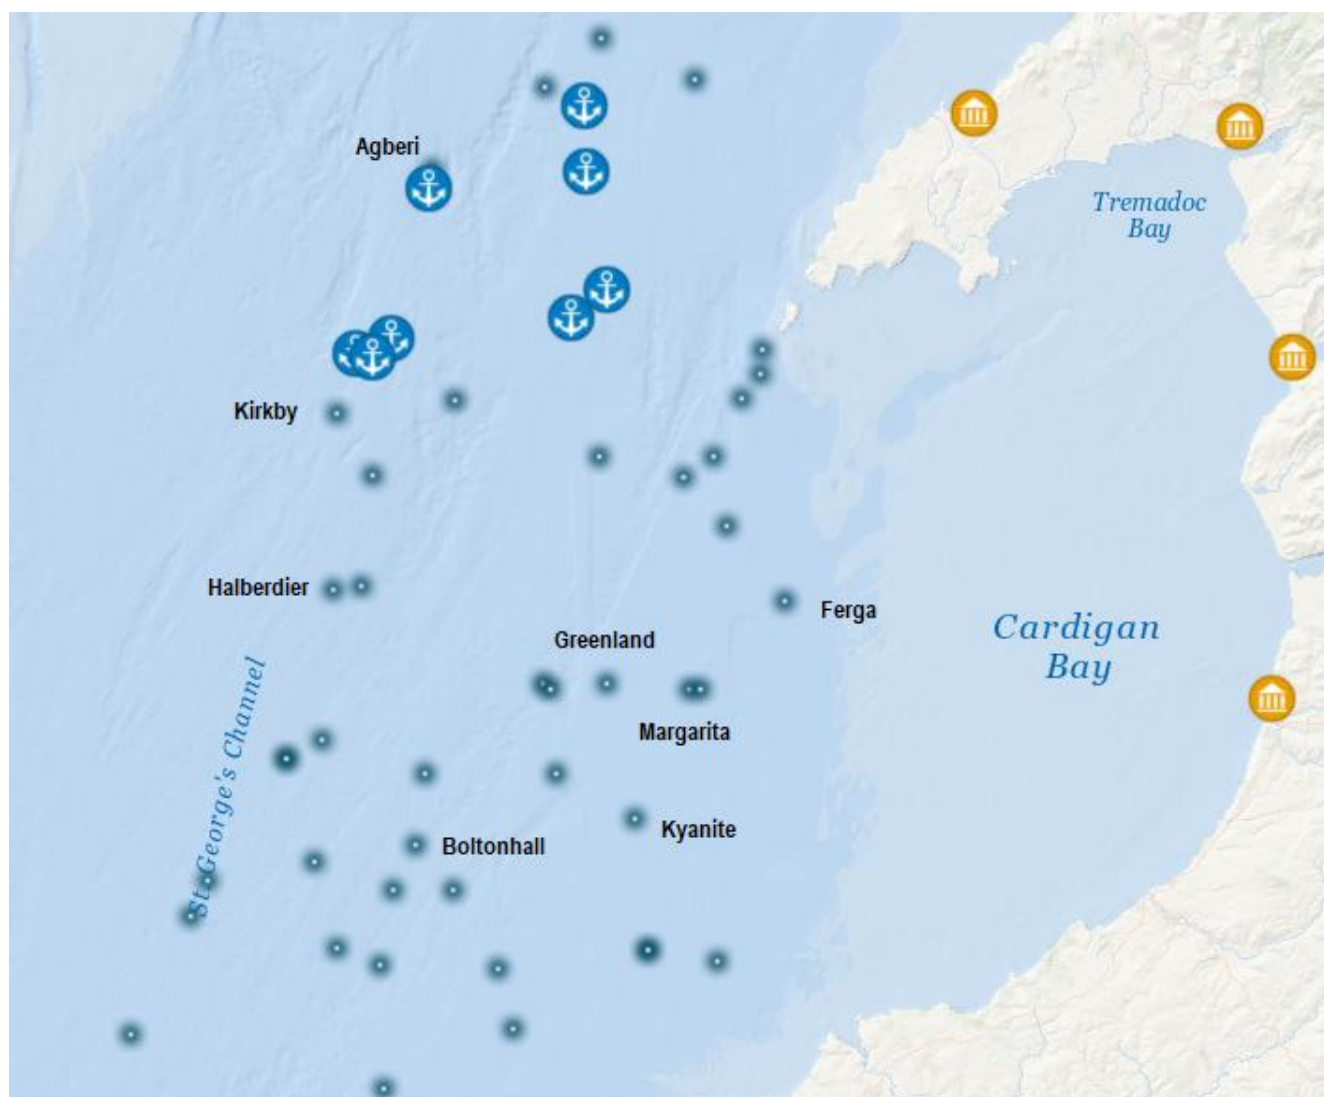 Agberi
Tremadoc
Bay
Kirkby
Halberdier
Ferga
Cardigan
Bay
Greenland
St. George's Channel
Margarita
Kyanite
Boltonhall